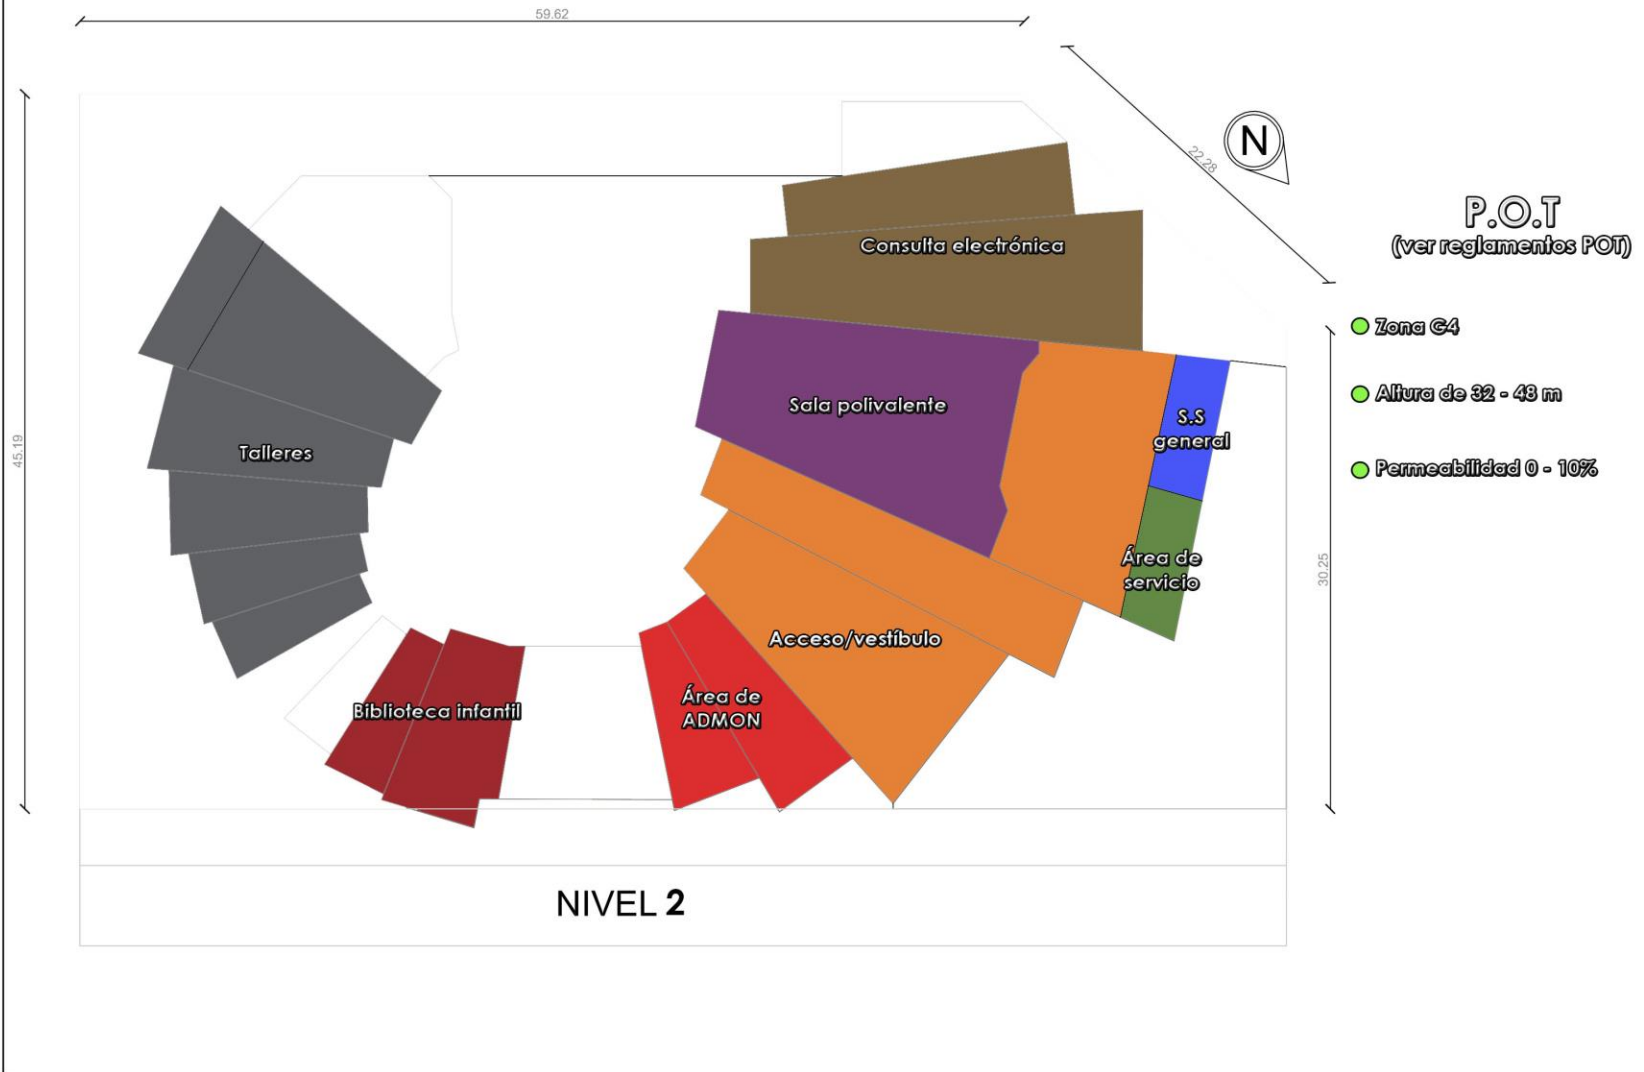 59.62
22.28
N
P.O.T
(ver reglamentos POT)
Consulta electrónica
Zona G4
Altura de 32 - 48 m
Sala polivalente
S.S
general
45.19
Talleres
Permeabilidad 0 - 10%
30.25
Área de
servicio
Acceso/vestíbulo
Área de
ADMON
Biblioteca infantil
NIVEL 2